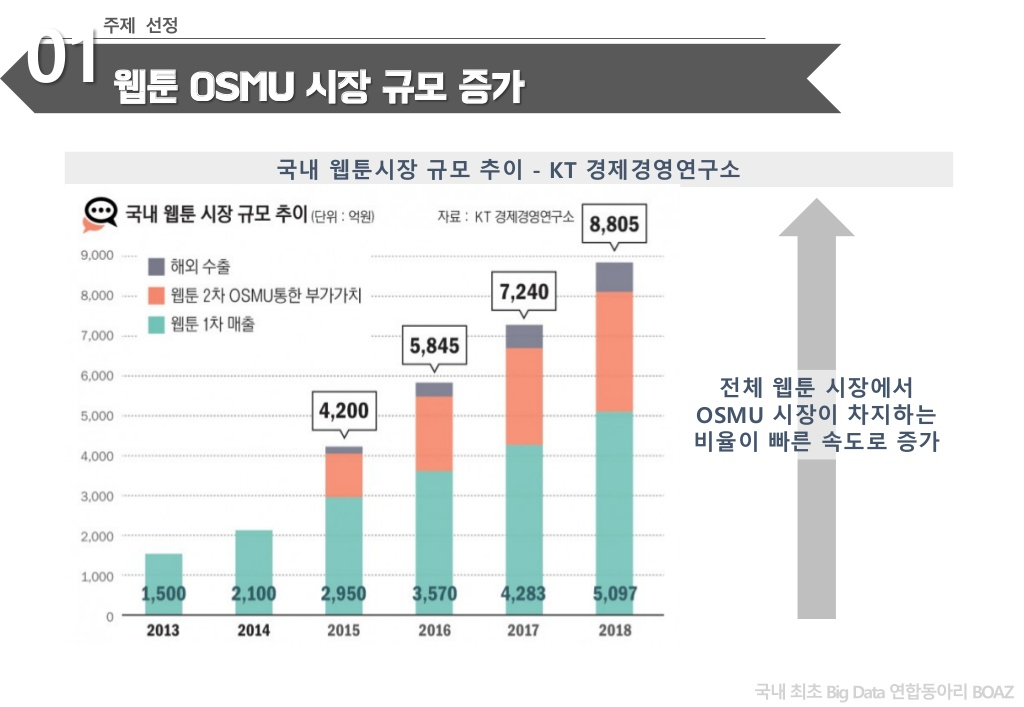 주제 선정
01
웹툰 OSMU 시장 규모 증가
국내 웹툰시장 규모 추이 - KT 경제경영연구소
국내 웹툰 시장 규모 추이 (단위 : 억원)
자료 : KT 경제경영연구소
해외 수출
웹툰 2차 OSMU통한 부가가치
웹툰 1차 매출
9,000
8,000
7,000
6,000
5,000
4,000
3,000
2,000
1,000
0
4,200
5,845
7,240
8,805
1,500
2,100
2,950
3,570
4,283
5,097
2013
2014
2015
2016
2017
2018
전체 웹툰 시장에서
OSMU 시장이 차지하는
비율이 빠른 속도로 증가
국내 최초 Big Data 연합동아리 BOAZ